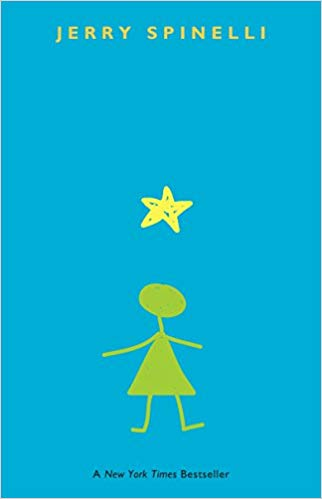 JERRY SPINELLI
A New York Times Bestseller